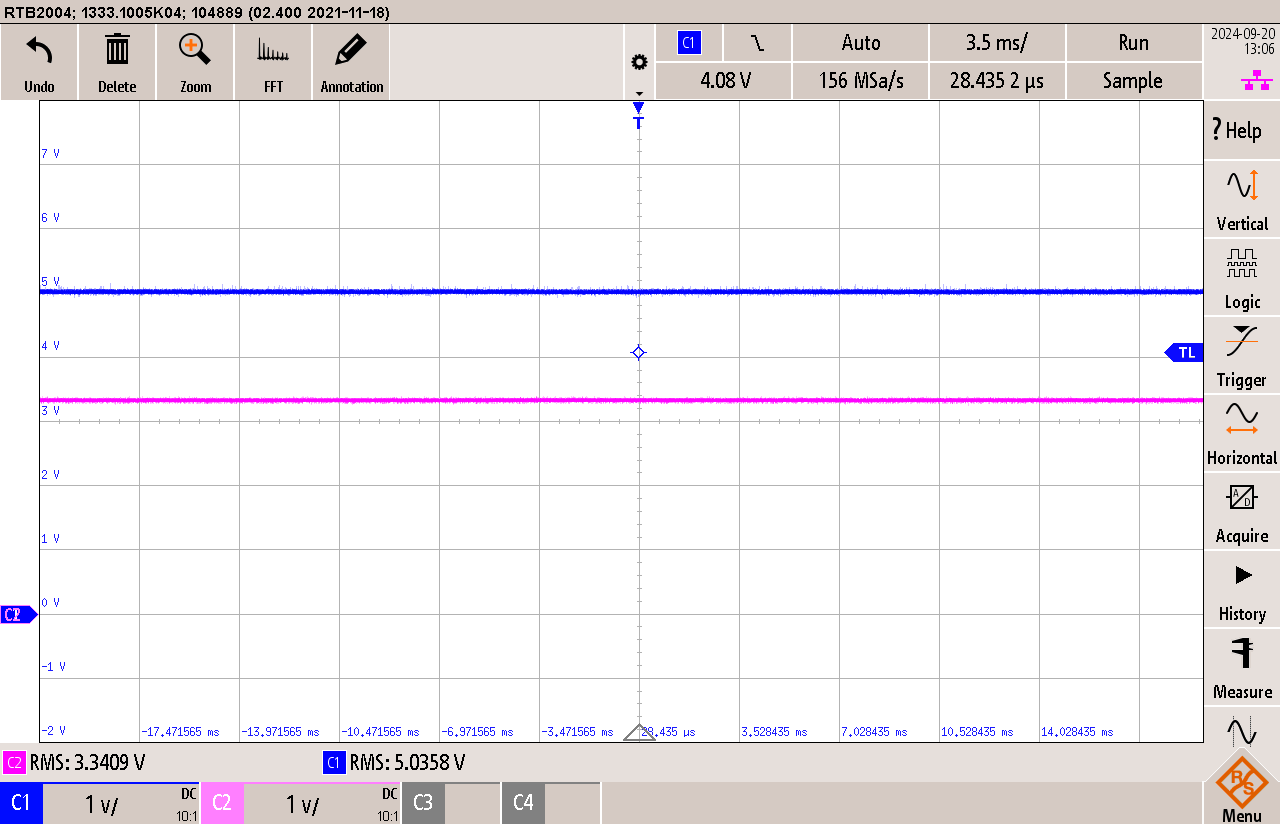 RTB2004; 1333.1005K04; 104889 (02.400 2021-11-18)
Undo
Delete
Zoom
FFT
Annotation
C1
Auto
3.5 ms/
Run
4.08 V
156 MSa/s
28.435 2 µs
Sample
2024-09-20
13:06
T
7 V
6 V
5 V
4 V
3 V
2 V
1 V
0 V
-1 V
-2 V
TL
-17.471565 ms
-13.971565 ms
-10.471565 ms
-6.971565 ms
-3.471565 ms
28.435 µs
3.528435 ms
7.028435 ms
10.528435 ms
14.028435 ms
? Help
Vertical
Logic
Trigger
Horizontal
A/D
Acquire
History
Measure
R S
Menu
C2 RMS: 3.3409 V
C1 RMS: 5.0358 V
C1 1 V/ DC 10:1
C2 1 V/ DC 10:1
C3
C4